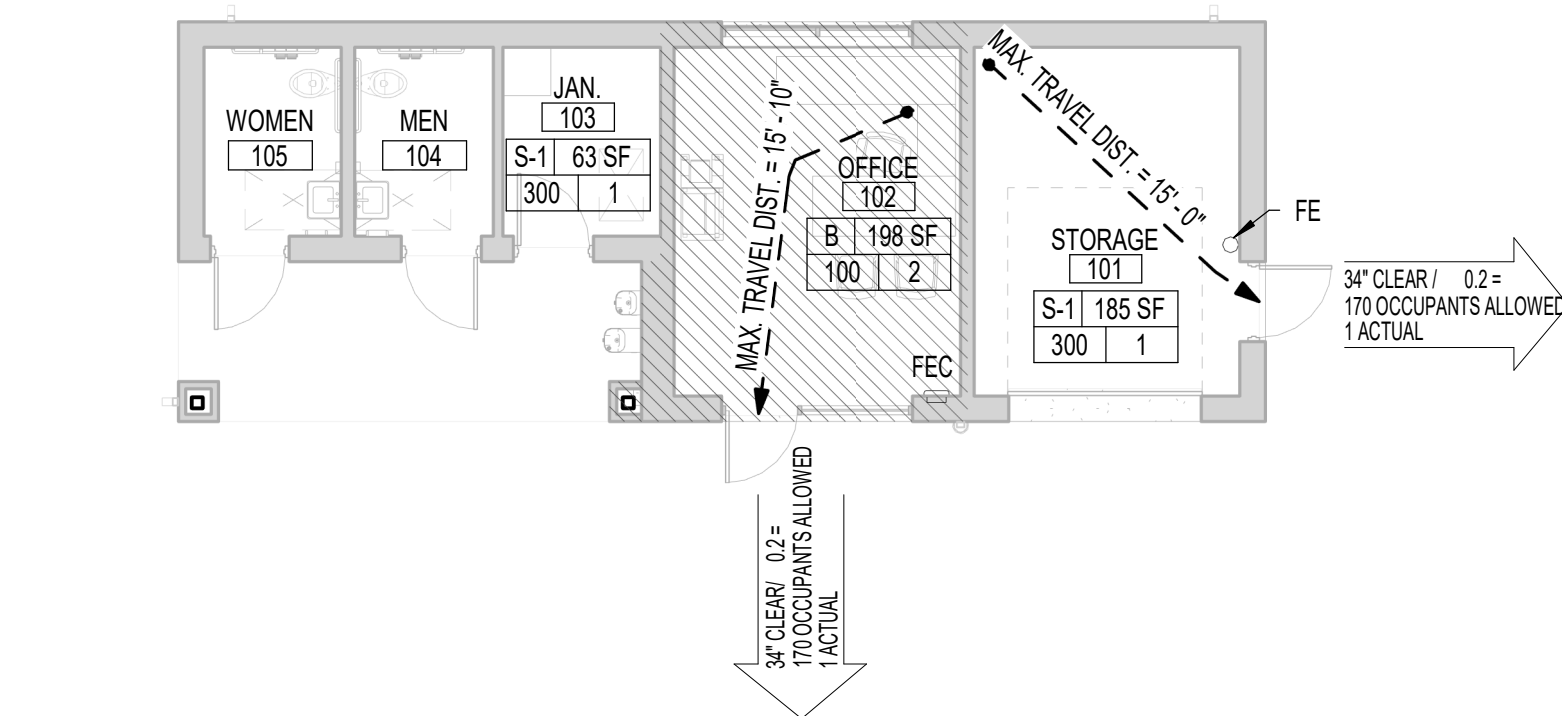 WOMEN
105
MEN
104
JAN.
103
S-1 63 SF
300 1
MAX. TRAVEL DIST. = 15' - 10"
OFFICE
102
B 198 SF
100 2
FEC
MAX. TRAVEL DIST. = 15' - 0"
STORAGE
101
S-1 185 SF
300 1
FE
34" CLEAR / 0.2 =
170 OCCUPANTS ALLOWED
1 ACTUAL
34" CLEAR/ 0.2 =
170 OCCUPANTS ALLOWED
1 ACTUAL